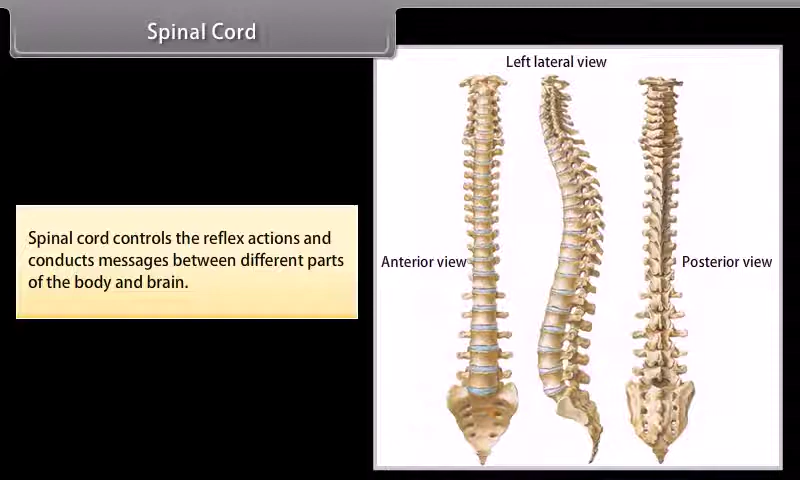 Spinal Cord
Left lateral view
Spinal cord controls the reflex actions and
conducts messages between different parts
of the body and brain.
Anterior view
Posterior view